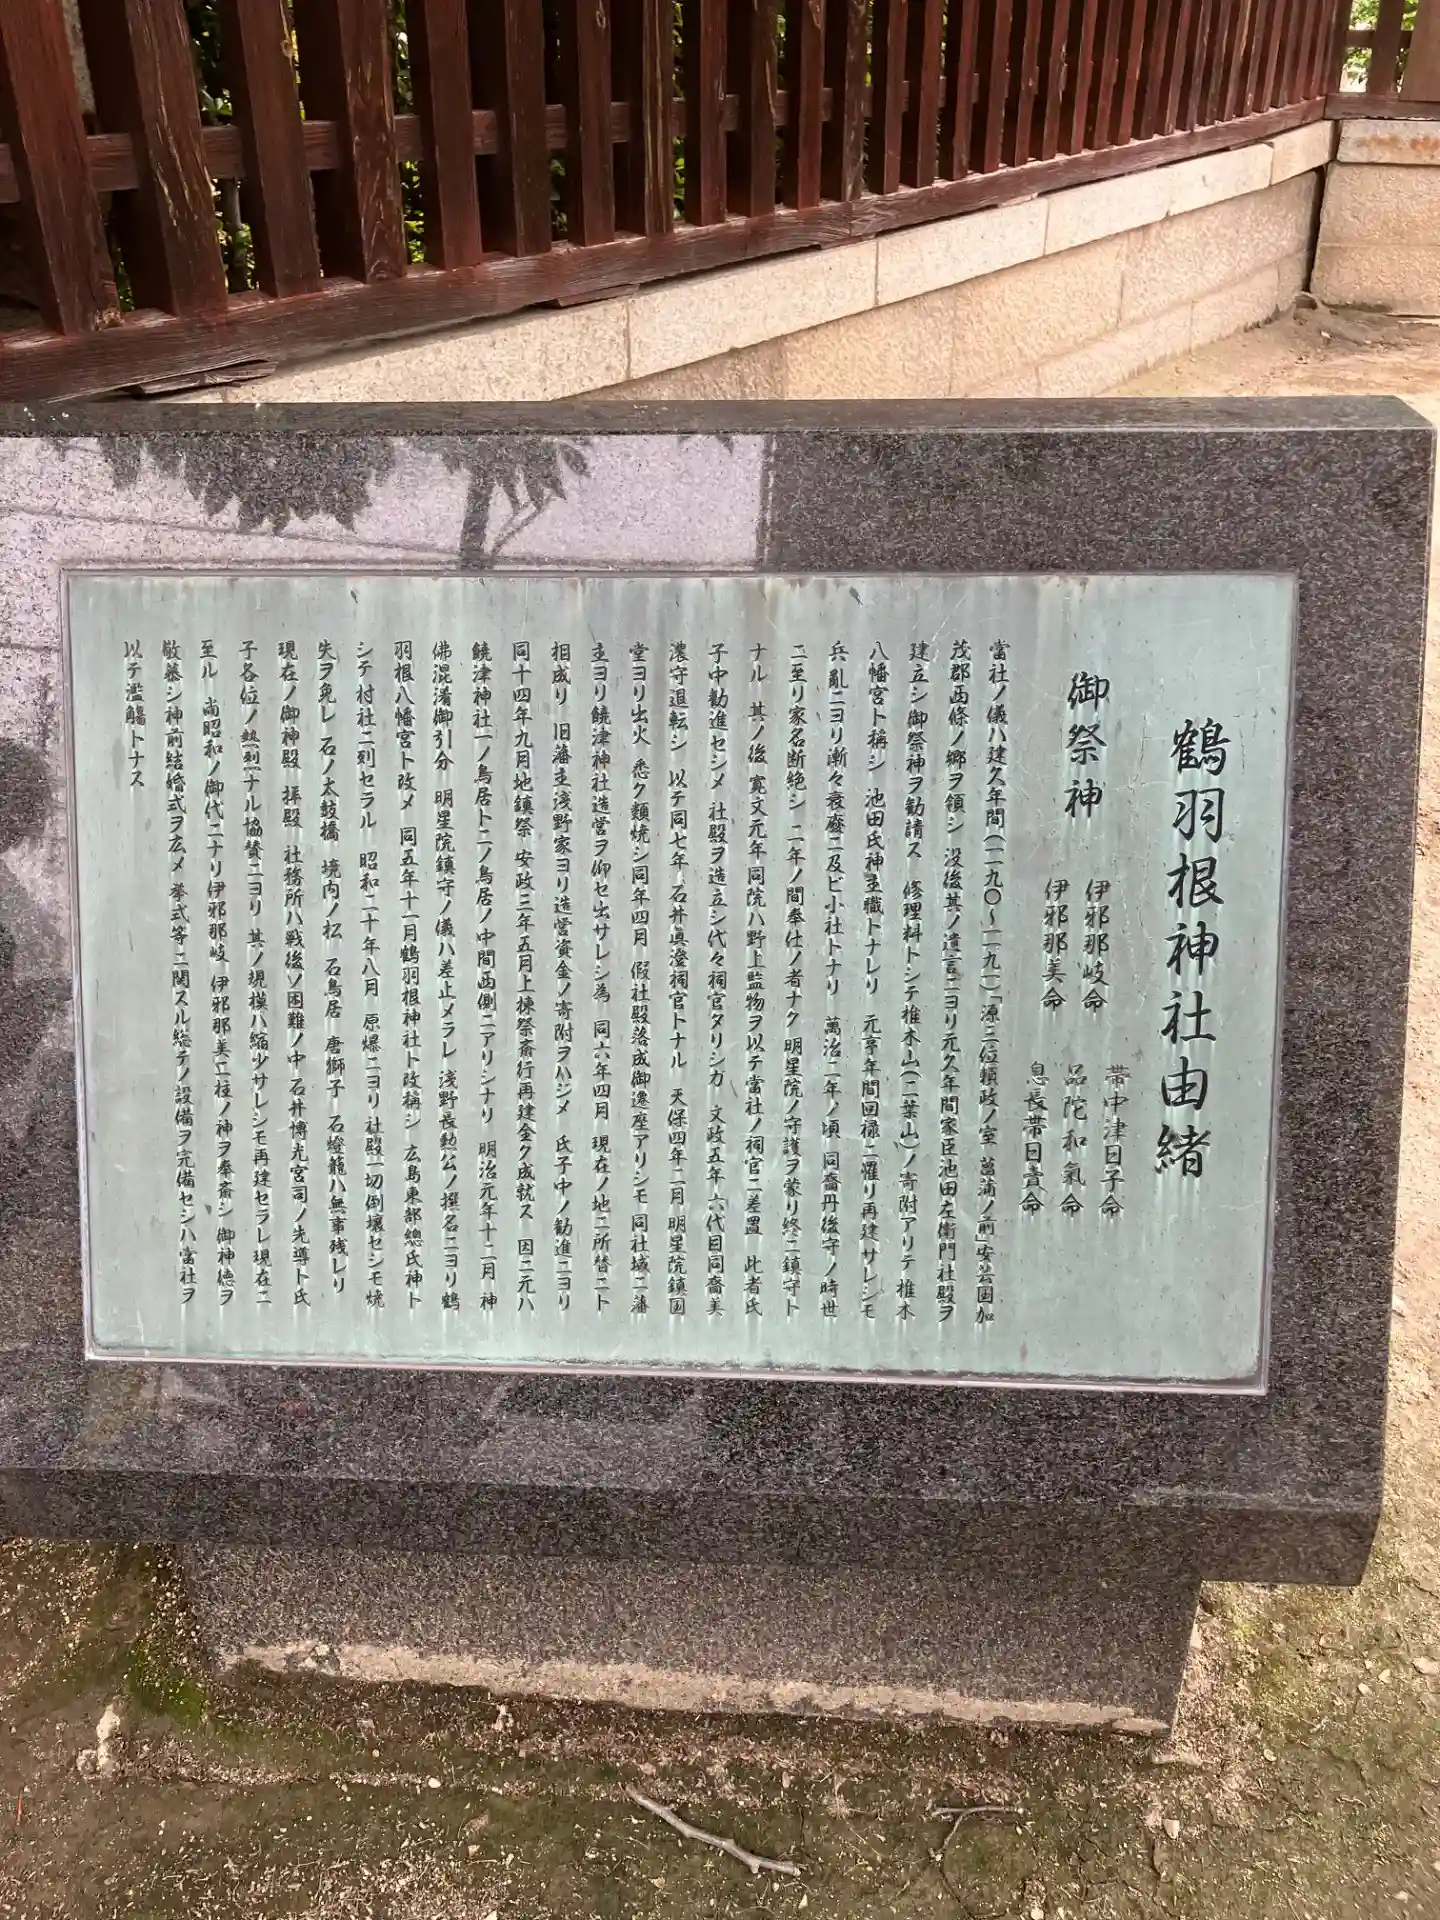 鶴羽根神社由緒
御祭神
伊邪那岐命
伊邪那美命
帯中津日子命
品陀和氣命
息長帯日賣命
當社ノ儀ハ建久年間(一一九〇〜一一九八)「源三位頼政ノ室 菖蒲ノ前」安芸国加
茂郡西條ノ郷ヲ領シ 没後其ノ遺言ニヨリ元久年間家臣池田左衛門社殿ヲ
建立シ御祭神ヲ勧請ス 修理料トシテ椎木山(二葉山)ノ寄附アリテ椎木
八幡宮ト稱シ 池田氏神主職トナレリ 元亨年間回禄ニ罹リ再建サレシモ
兵亂ニヨリ漸々衰廢ニ及ビ小社トナリ 萬治二年ノ頃 同裔丹後守ノ時世
ニ至リ家名断絶シ 二年ノ間奉仕ノ者ナク 明星院ノ守護ヲ蒙リ終ニ鎮守ト
ナル 其ノ後 寛文元年同院ハ野上監物ヲ以テ當社ノ祠官ニ差置 此者氏
子中勧進セシメ 社殿ヲ造立シ代々祠官タリシガ 文政五年 六代目同裔美
濃守退転シ 以テ同七年 石井眞澄祠官トナル 天保四年二月 明星院鎮国
堂ヨリ出火 悉ク類焼シ同年四月 假社殿落成御遷座アリシモ 同社域ニ藩
主ヨリ饒津神社造営ヲ仰セ出サレシ為 同六年四月 現在ノ地ニ所替ニト
相成リ 旧藩主浅野家ヨリ造営資金ノ寄附ヲハジメ 氏子中ノ勧進ニヨリ
同十四年九月地鎮祭 安政三年五月上棟祭斎行再建全ク成就ス 因ニ元ハ
饒津神社一ノ鳥居ト二ノ鳥居ノ中間西側ニアリシナリ 明治元年十二月 神
佛混淆御引分 明星院鎮守ノ儀ハ差止メラレ 浅野長勲公ノ撰名ニヨリ鶴
羽根八幡宮ト改メ 同五年十一月鶴羽根神社ト改稱シ 広島東部總氏神ト
シテ村社ニ列セラル 昭和二十年八月 原爆ニヨリ 社殿一切倒壊セシモ焼
失ヲ免レ 石ノ太鼓橋 境内ノ松 石鳥居 唐獅子 石燈籠ハ無事残レリ
現在ノ御神殿 拝殿 社務所ハ戦後ノ困難ノ中 石井博光宮司ノ先導ト氏
子各位ノ熱烈ナル協賛ニヨリ 其ノ規模ハ縮少サレシモ再建セラレ現在ニ
至ル 尚昭和ノ御代ニナリ伊邪那岐 伊邪那美二柱ノ神ヲ奉斎シ 御神徳ヲ
敬慕シ神前結婚式ヲ広メ 挙式等ニ関スル総テノ設備ヲ完備セシハ當社ヲ
以テ濫觴トナス